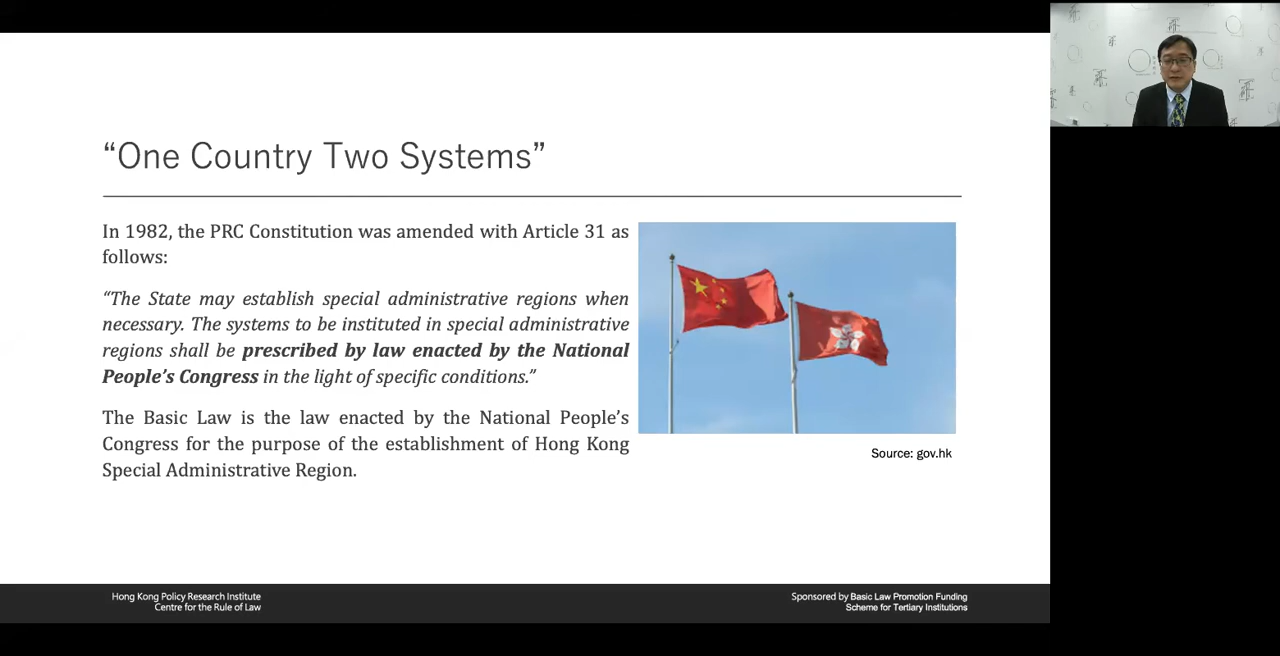 “One Country Two Systems”
In 1982, the PRC Constitution was amended with Article 31 as
follows:
“The State may establish special administrative regions when
necessary. The systems to be instituted in special administrative
regions shall be prescribed by law enacted by the National
People’s Congress in the light of specific conditions.”
The Basic Law is the law enacted by the National People’s
Congress for the purpose of the establishment of Hong Kong
Special Administrative Region.
Source: gov.hk
Hong Kong Policy Research Institute
Centre for the Rule of Law
Sponsored by Basic Law Promotion Funding
Scheme for Tertiary Institutions